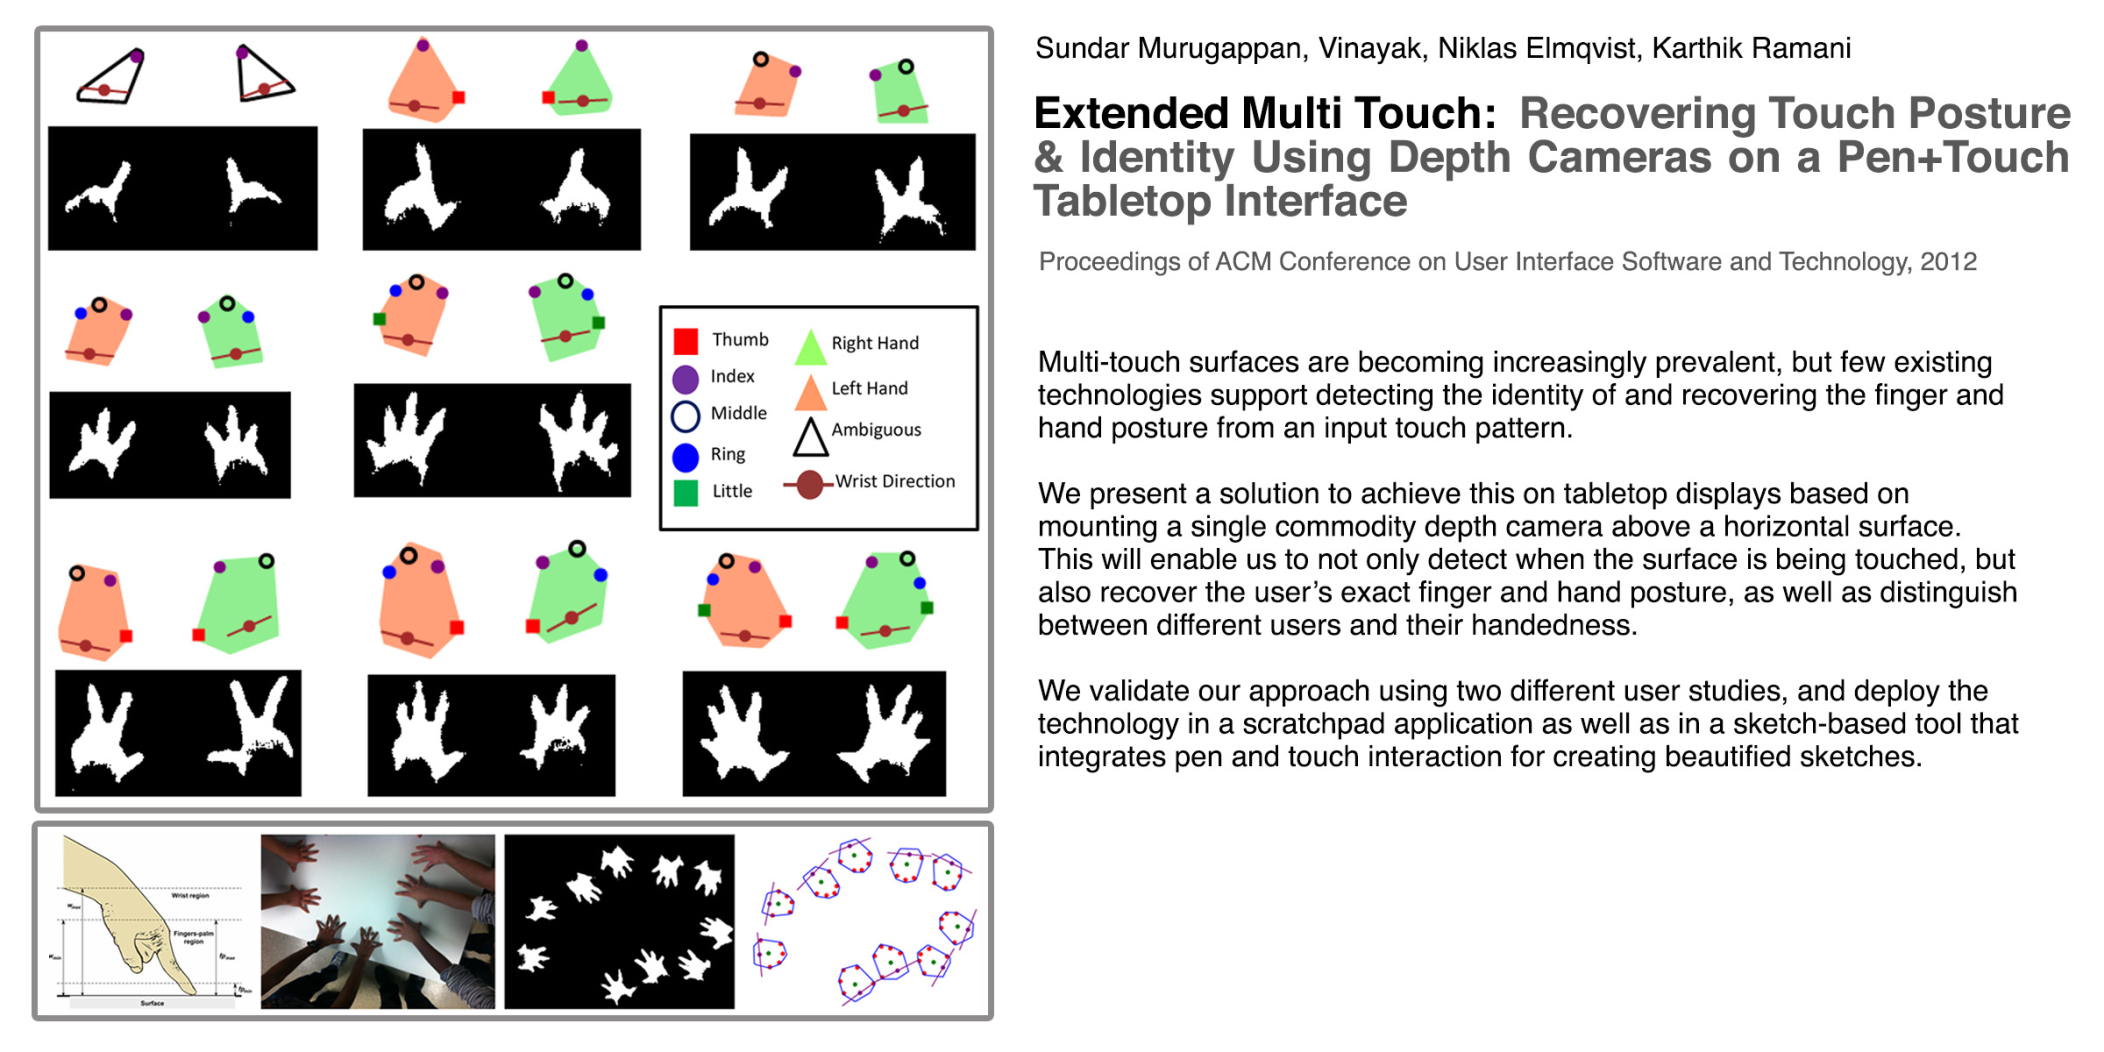 Sundar Murugappan, Vinayak, Niklas Elmqvist, Karthik Ramani
Extended Multi Touch: Recovering Touch Posture
& Identity Using Depth Cameras on a Pen+Touch
Tabletop Interface
Proceedings of ACM Conference on User Interface Software and Technology, 2012
Multi-touch surfaces are becoming increasingly prevalent, but few existing
technologies support detecting the identity of and recovering the finger and
hand posture from an input touch pattern.
We present a solution to achieve this on tabletop displays based on
mounting a single commodity depth camera above a horizontal surface.
This will enable us to not only detect when the surface is being touched, but
also recover the user's exact finger and hand posture, as well as distinguish
between different users and their handedness.
We validate our approach using two different user studies, and deploy the
technology in a scratchpad application as well as in a sketch-based tool that
integrates pen and touch interaction for creating beautified sketches.
Thumb
Index
Middle
Ring
Little
Right Hand
Left Hand
Ambiguous
Wrist Direction
Wrist region
Fingers-palm
region
Surface